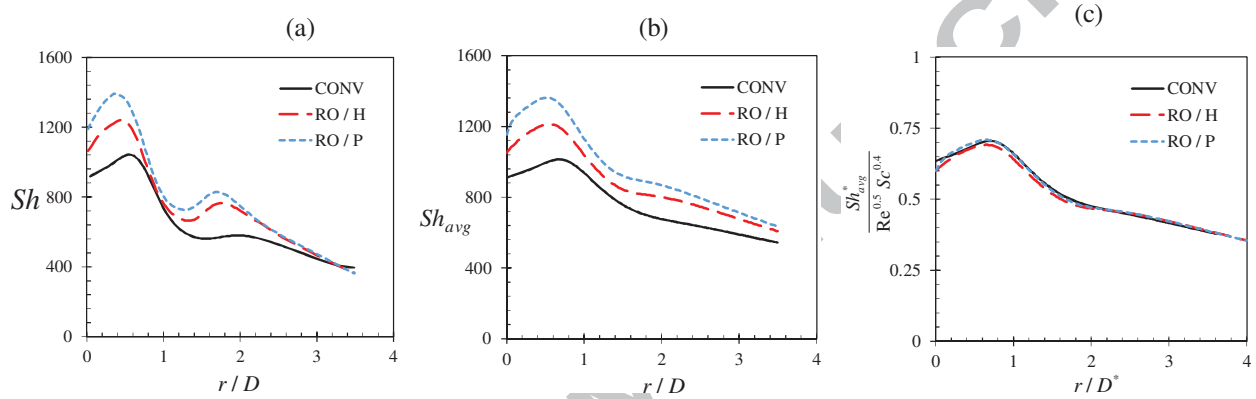 (a)
1600
1200
800
400
0
Sh
0 1 2 3 4
r / D
CONV
RO / H
RO / P
(b)
1600
1200
800
400
0
Sh_avg
0 1 2 3 4
r / D
CONV
RO / H
RO / P
(c)
1
0.75
0.5
0.25
0
Sh*_avg
Re^0.5 Sc^0.4
0 1 2 3 4
r / D*
CONV
RO / H
RO / P